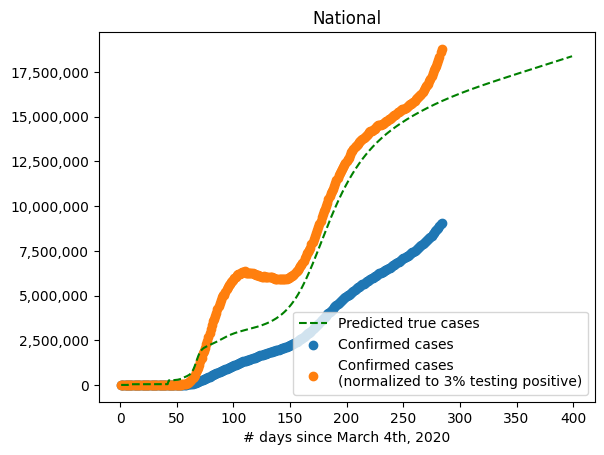 National
17,500,000
15,000,000
12,500,000
10,000,000
7,500,000
5,000,000
2,500,000
0
Predicted true cases
Confirmed cases
Confirmed cases
(normalized to 3% testing positive)
0 50 100 150 200 250 300 350 400
# days since March 4th, 2020